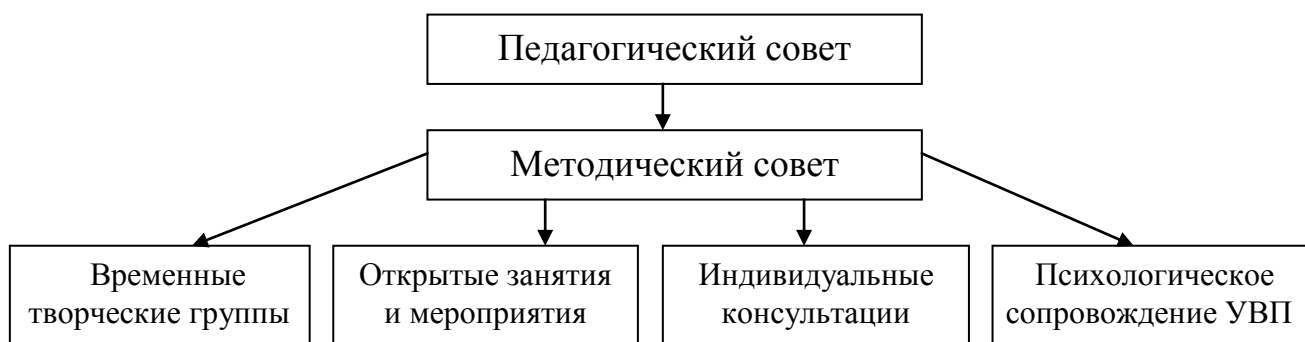 Педагогический совет
Методический совет
Временные
творческие группы
Открытые занятия
и мероприятия
Индивидуальные
консультации
Психологическое
сопровождение УВП